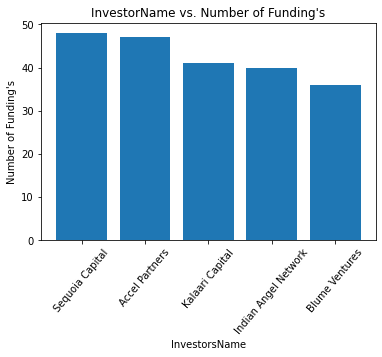 InvestorName vs. Number of Funding's
Number of Funding's
50
40
30
20
10
0
Sequoia Capital
Accel Partners
Kalaari Capital
Indian Angel Network
Blume Ventures
InvestorsName